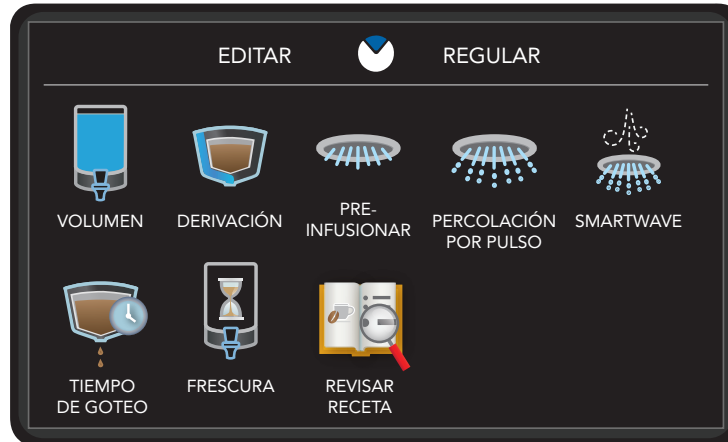 EDITAR REGULAR
VOLUMEN
DERIVACIÓN
PRE-
INFUSIONAR
PERCOLACIÓN
POR PULSO
SMARTWAVE
TIEMPO
DE GOTEO
FRESCURA
REVISAR
RECETA